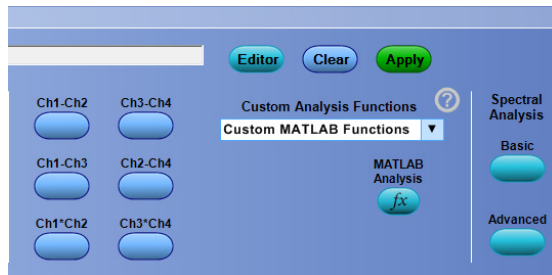 Editor Clear Apply
Ch1-Ch2 Ch3-Ch4 Custom Analysis Functions ? Spectral
Analysis
Custom MATLAB Functions
Basic
Ch1-Ch3 Ch2-Ch4 MATLAB
Analysis
fx
Ch1*Ch2 Ch3*Ch4 Advanced